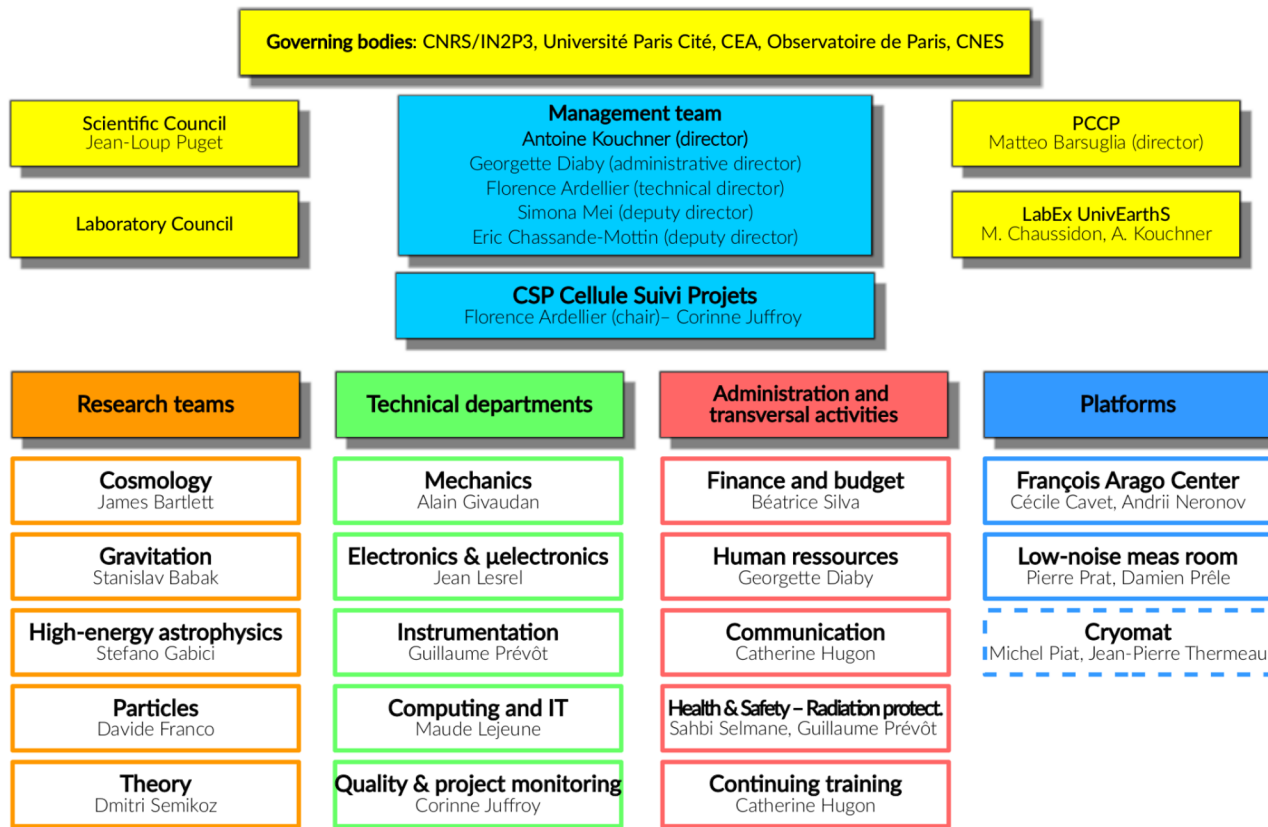 Governing bodies: CNRS/IN2P3, Université Paris Cité, CEA, Observatoire de Paris, CNES
Scientific Council
Jean-Loup Puget
Laboratory Council
Management team
Antoine Kouchner (director)
Georgette Diaby (administrative director)
Florence Ardellier (technical director)
Simona Mei (deputy director)
Eric Chassande-Mottin (deputy director)
PCCP
Matteo Barsuglia (director)
LabEx UnivEarthS
M. Chaussidon, A. Kouchner
CSP Cellule Suivi Projets
Florence Ardellier (chair)– Corinne Juffroy
Research teams
Cosmology
James Bartlett
Gravitation
Stanislav Babak
High-energy astrophysics
Stefano Gabici
Particles
Davide Franco
Theory
Dmitri Semikoz
Technical departments
Mechanics
Alain Givaudan
Electronics & µelectronics
Jean Lesrel
Instrumentation
Guillaume Prévôt
Computing and IT
Maude Lejeune
Quality & project monitoring
Corinne Juffroy
Administration and
transversal activities
Finance and budget
Béatrice Silva
Human ressources
Georgette Diaby
Communication
Catherine Hugon
Health & Safety – Radiation protect.
Sahbi Selmane, Guillaume Prévôt
Continuing training
Catherine Hugon
Platforms
François Arago Center
Cécile Cavet, Andrii Neronov
Low-noise meas room
Pierre Prat, Damien Prêle
Cryomat
Michel Piat, Jean-Pierre Thermeau